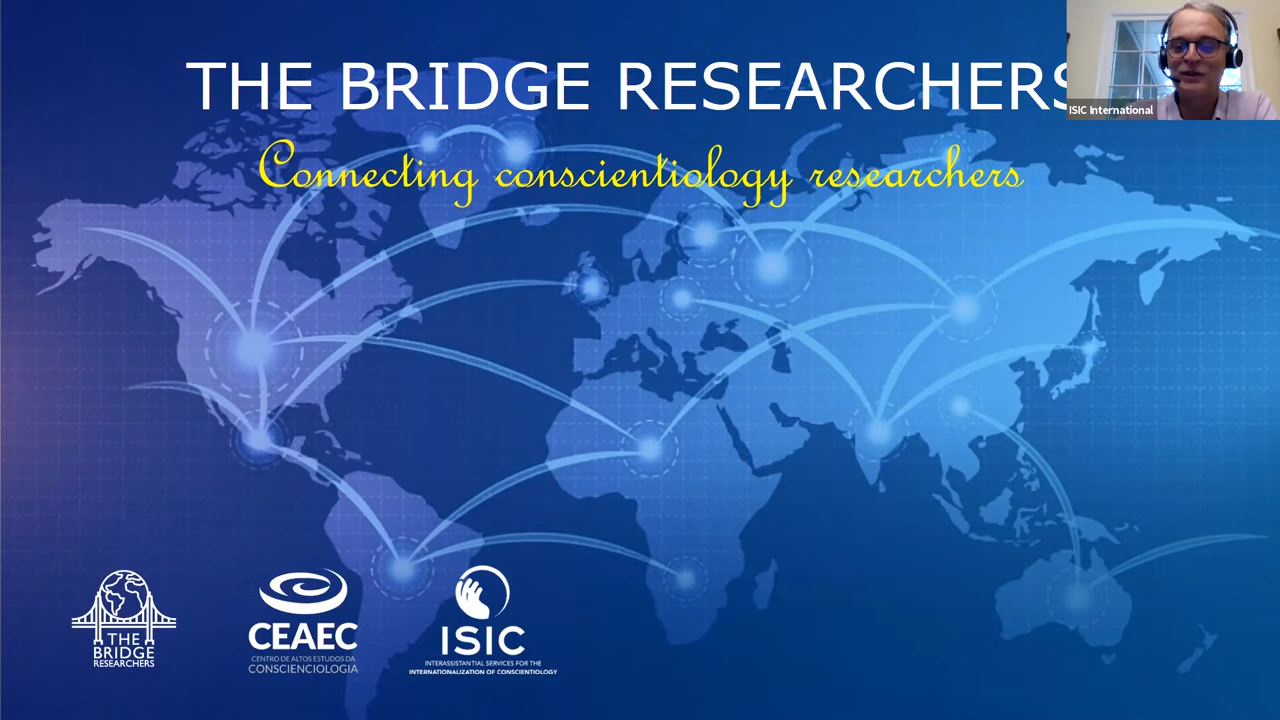 THE BRIDGE RESEARCHERS
ISIC International
Connecting conscientiology researchers
THE
BRIDGE
RESEARCHERS
CEAEC
CENTRO DE ALTOS ESTUDOS DA
CONSCIENCIOLOGIA
ISIC
INTERASSISTANTIAL SERVICES FOR THE
INTERNATIONALIZATION OF CONSCIENTIOLOGY